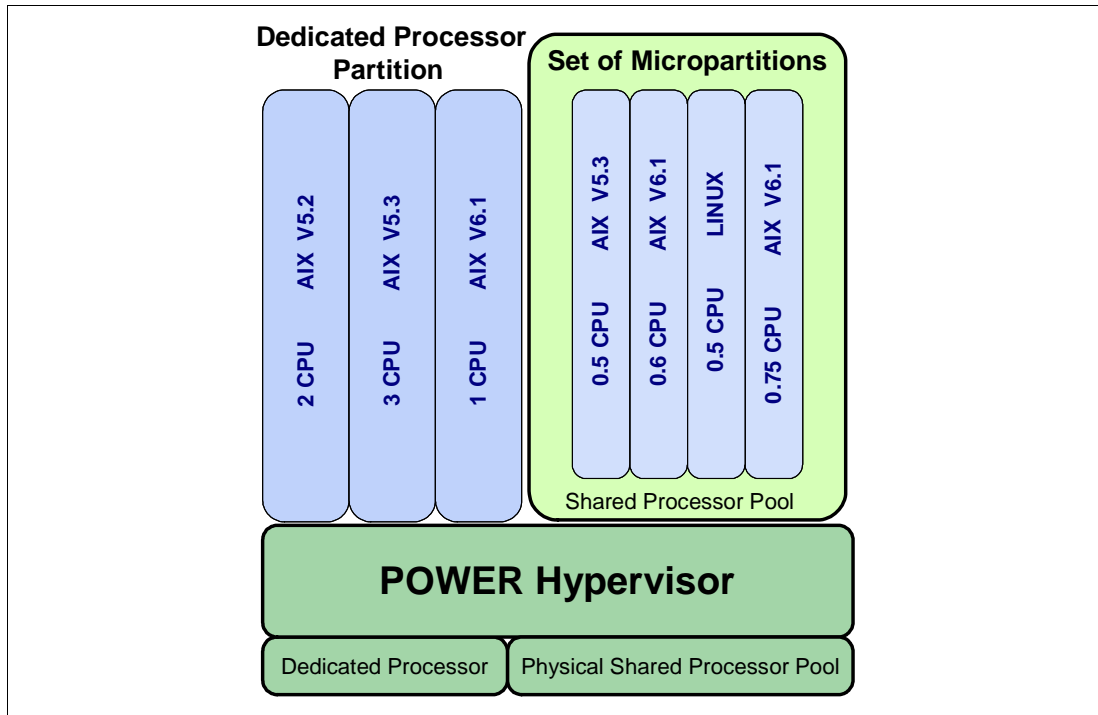 Dedicated Processor
Partition
Set of Micropartitions
2 CPU AIX V5.2
3 CPU AIX V5.3
1 CPU AIX V6.1
0.5 CPU AIX V5.3
0.6 CPU AIX V6.1
0.5 CPU LINUX
0.75 CPU AIX V6.1
Shared Processor Pool
POWER Hypervisor
Dedicated Processor
Physical Shared Processor Pool